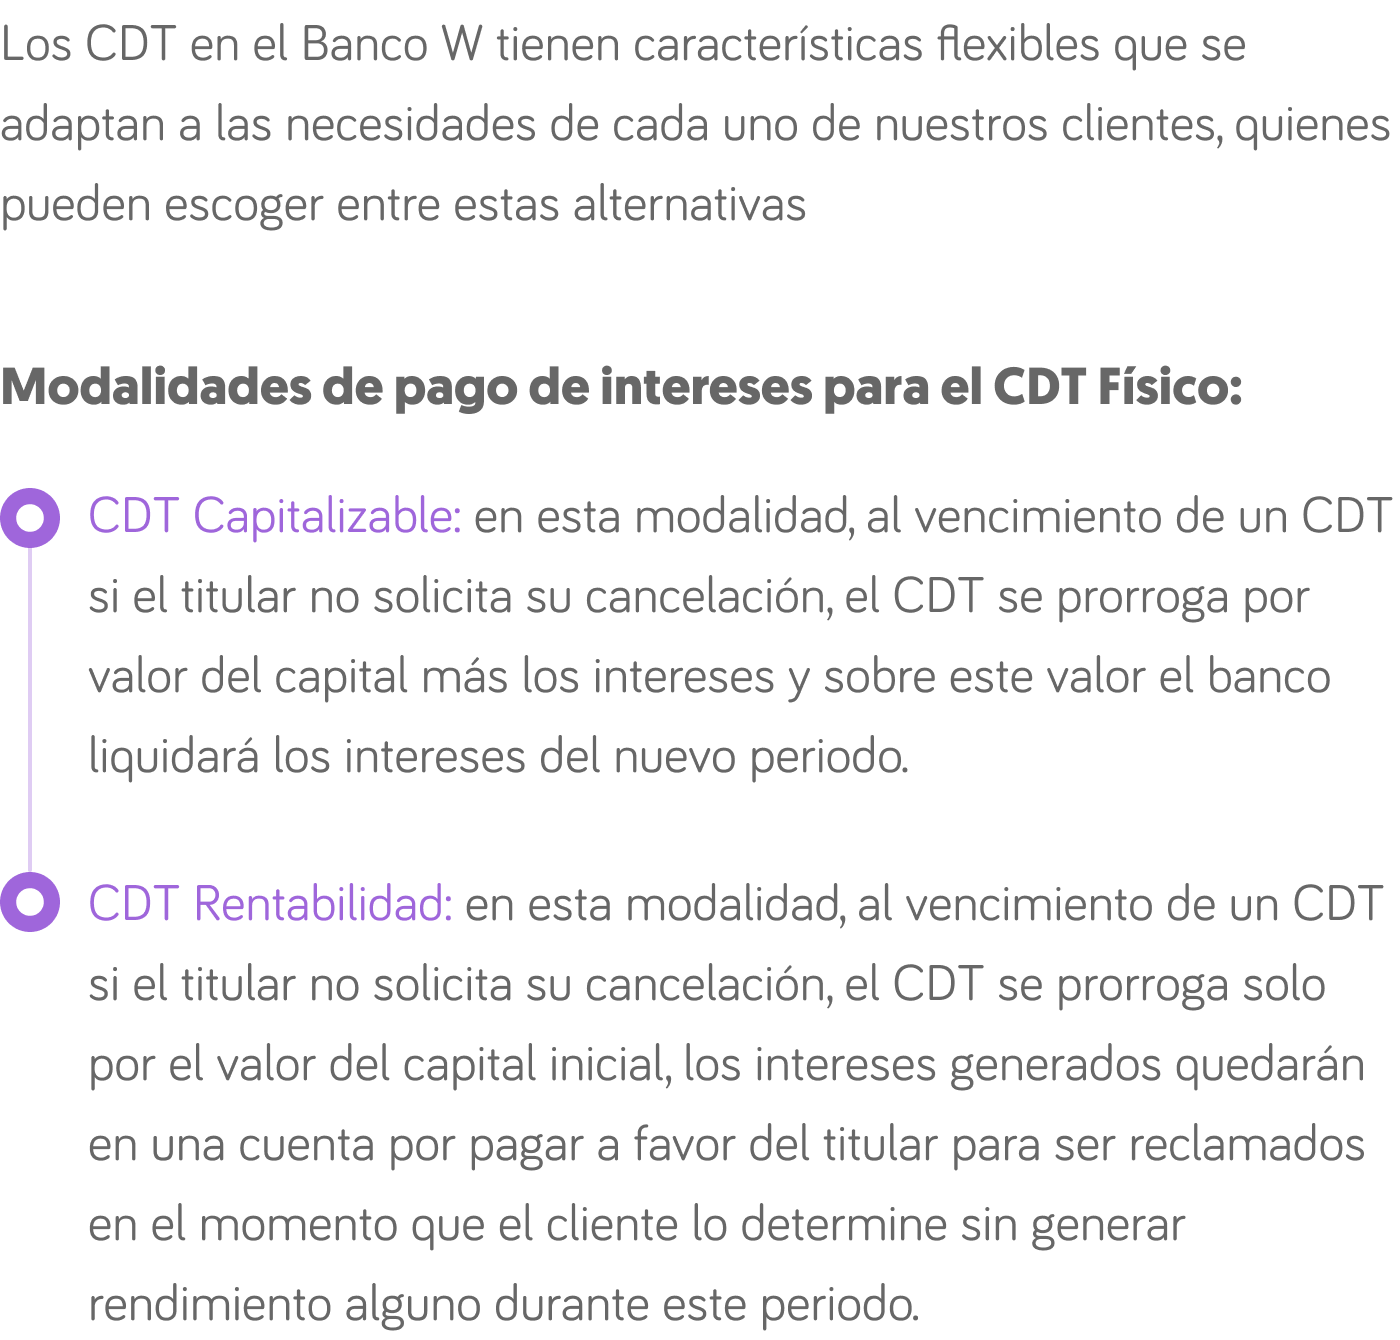 Los CDT en el Banco W tienen características flexibles que se
adaptan a las necesidades de cada uno de nuestros clientes, quienes
pueden escoger entre estas alternativas
Modalidades de pago de intereses para el CDT Físico:
CDT Capitalizable: en esta modalidad, al vencimiento de un CDT
si el titular no solicita su cancelación, el CDT se prorroga por
valor del capital más los intereses y sobre este valor el banco
liquidará los intereses del nuevo periodo.
CDT Rentabilidad: en esta modalidad, al vencimiento de un CDT
si el titular no solicita su cancelación, el CDT se prorroga solo
por el valor del capital inicial, los intereses generados quedarán
en una cuenta por pagar a favor del titular para ser reclamados
en el momento que el cliente lo determine sin generar
rendimiento alguno durante este periodo.